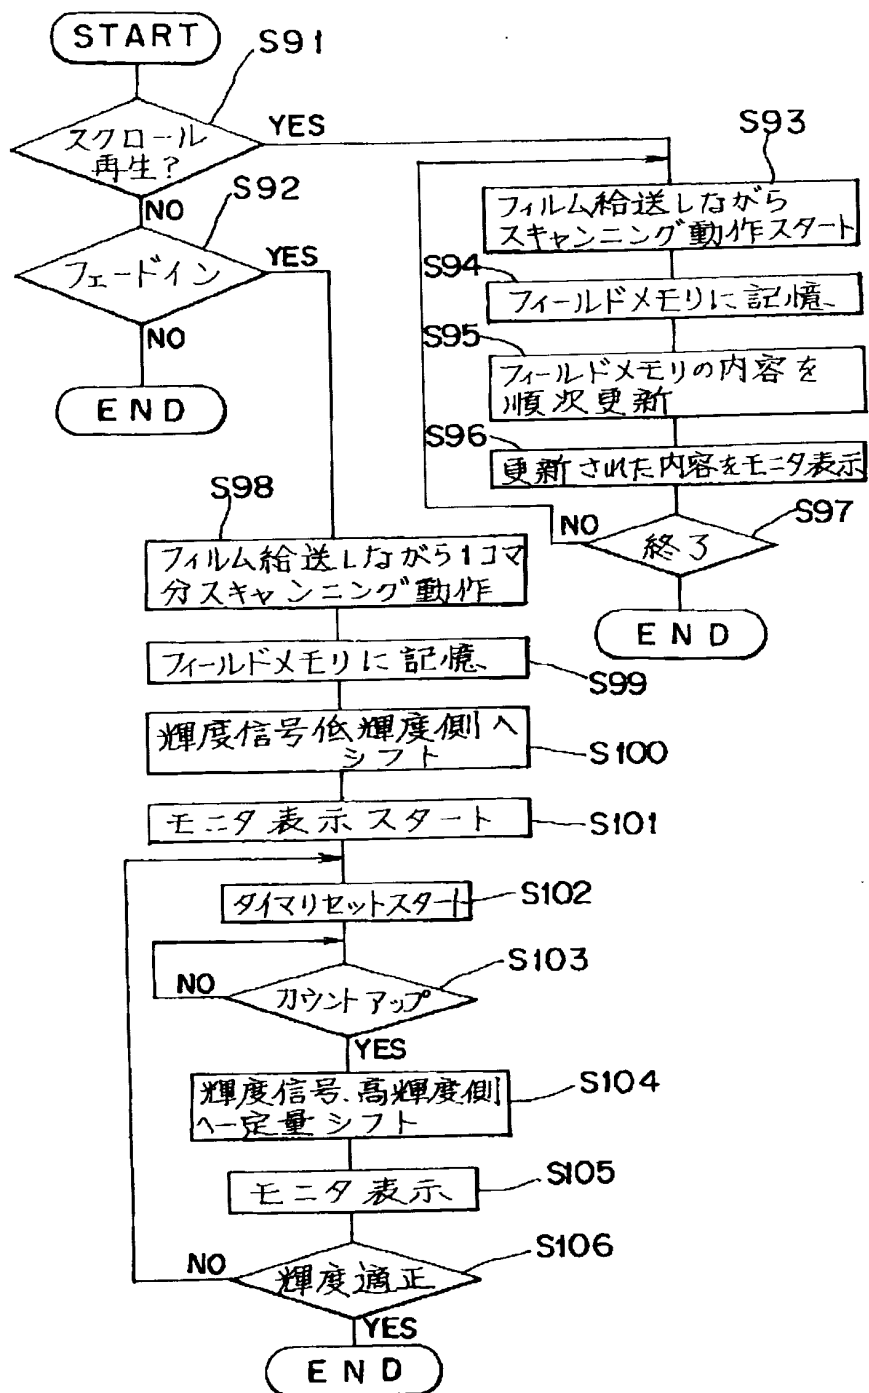 START
S91
スクロール
再生?
YES
NO
S92
フェードイン
YES
NO
END
S93
フィルム給送しながら
スキャンニング動作スタート
S94
フィールドメモリに記憶
S95
フィールドメモリの内容を
順次更新
S96
更新された内容をモニタ表示
S97
NO
終了
END
S98
フィルム給送しながら1コマ
分スキャンニング動作
フィールドメモリに記憶
S99
輝度信号低輝度側へ
シフト
S100
モニタ表示スタート
S101
タイマリセットスタート
S102
S103
NO
カウントアップ
YES
輝度信号、高輝度側
へ一定量シフト
S104
モニタ表示
S105
S106
NO
輝度適正
YES
END